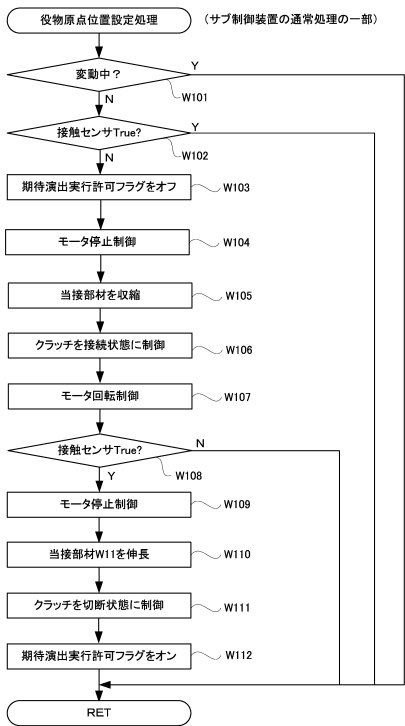 役物原点位置設定処理
（サブ制御装置の通常処理の一部）
変動中？
Y
W101
N
接触センサTrue?
Y
W102
N
期待演出実行許可フラグをオフ
W103
モータ停止制御
W104
当接部材を収縮
W105
クラッチを接続状態に制御
W106
モータ回転制御
W107
接触センサTrue?
N
W108
Y
モータ停止制御
W109
当接部材W11を伸長
W110
クラッチを切断状態に制御
W111
期待演出実行許可フラグをオン
W112
RET